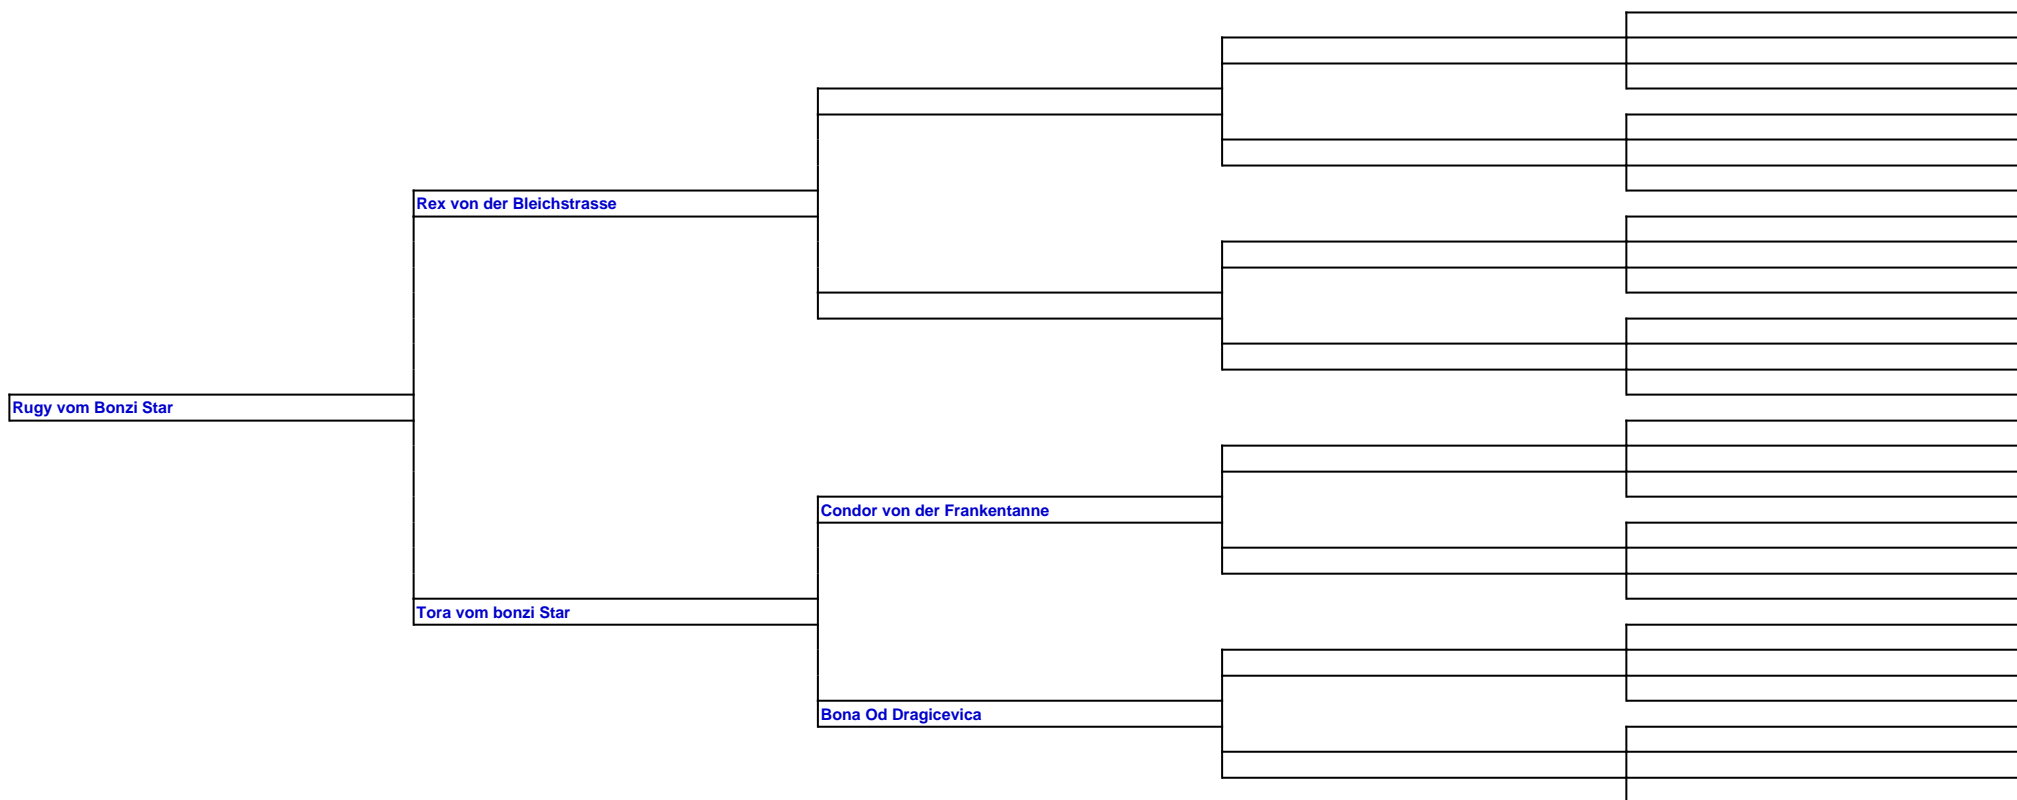 Rex von der Bleichstrasse
Rugy vom Bonzi Star
Condor von der Frankentanne
Tora vom bonzi Star
Bona Od Dragicevica